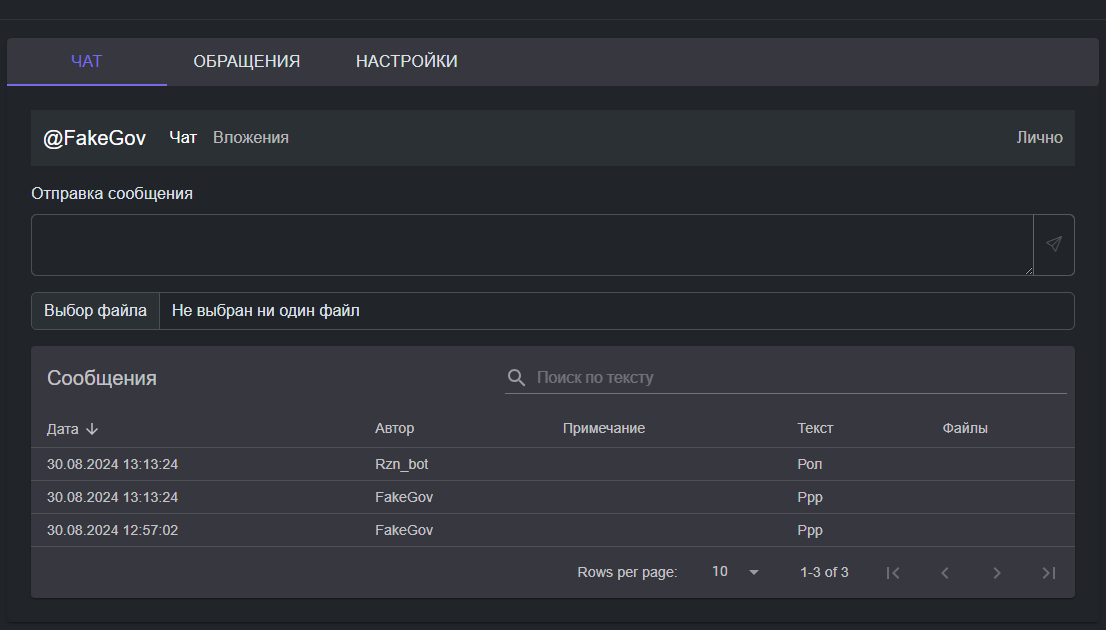 ЧАТ ОБРАЩЕНИЯ НАСТРОЙКИ
@FakeGov Чат Вложения Лично
Отправка сообщения
Выбор файла Не выбран ни один файл
Сообщения Поиск по тексту
Дата Автор Примечание Текст Файлы
30.08.2024 13:13:24 Rzn_bot Рол
30.08.2024 13:13:24 FakeGov Ррр
30.08.2024 12:57:02 FakeGov Ррр
Rows per page: 10 1-3 of 3